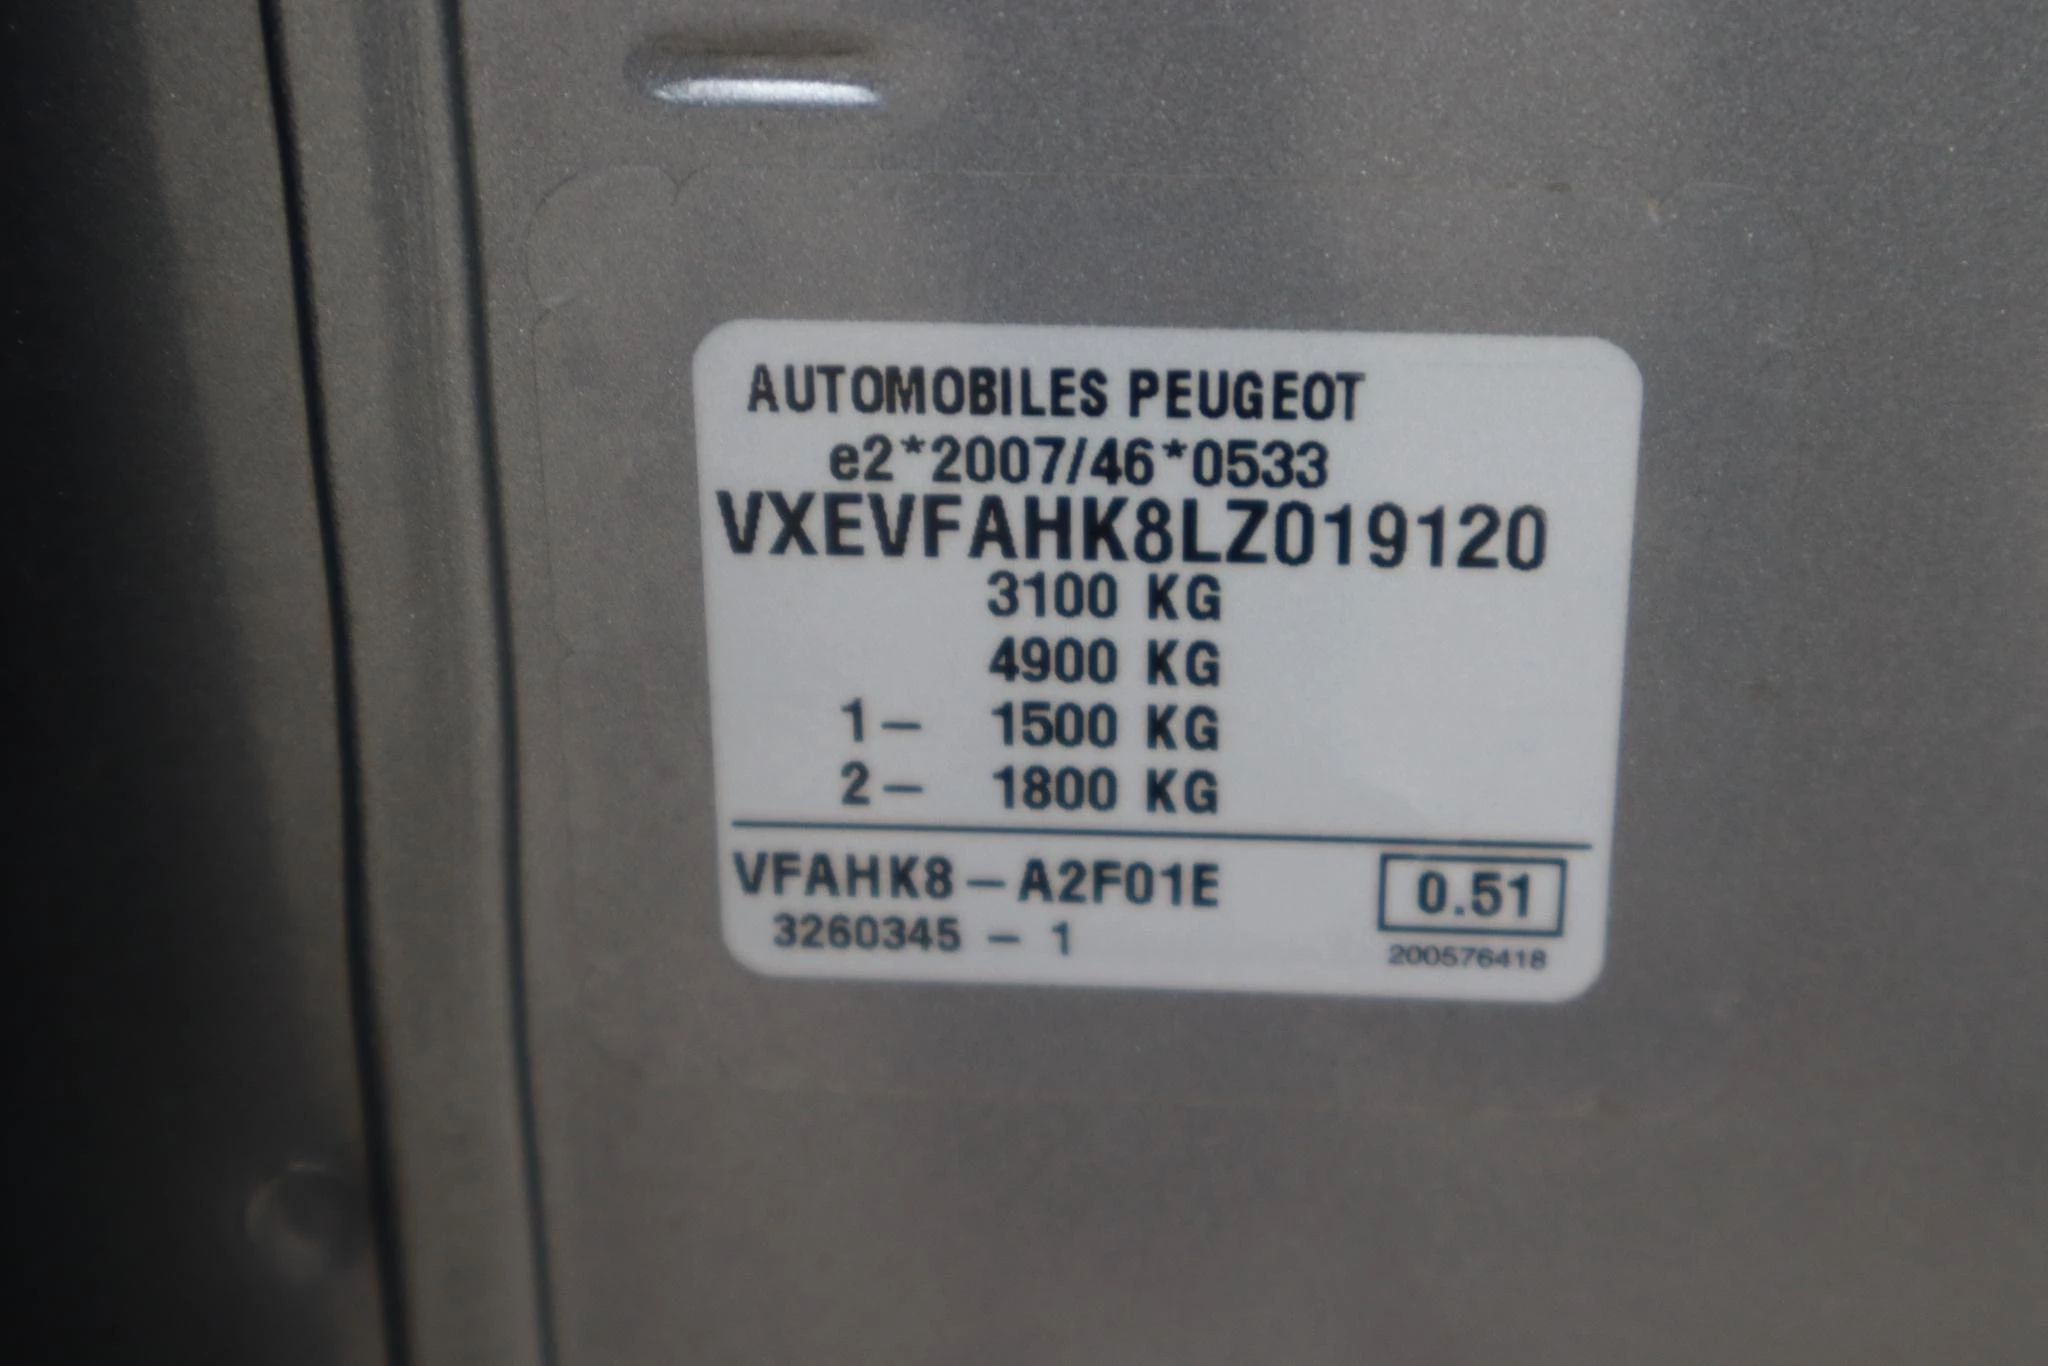 AUTOMOBILES PEUGEOT
e2*2007/46*0533
VXEVFAHK8LZ019120
3100 KG
4900 KG
1– 1500 KG
2– 1800 KG
VFAHK8 – A2F01E
0.51
3260345 – 1
200576418